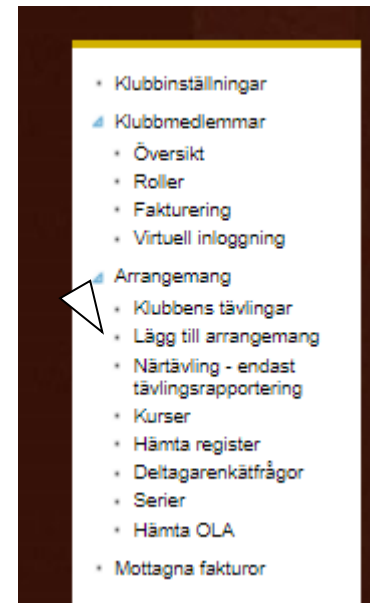 Klubbinställningar
Klubbmedlemmar
Översikt
Roller
Fakturering
Virtuell inloggning
Arrangemang
Klubbens tävlingar
Lägg till arrangemang
Närtävling - endast
tävlingsrapportering
Kurser
Hämta register
Deltagarenkätfrågor
Serier
Hämta OLA
Mottagna fakturor